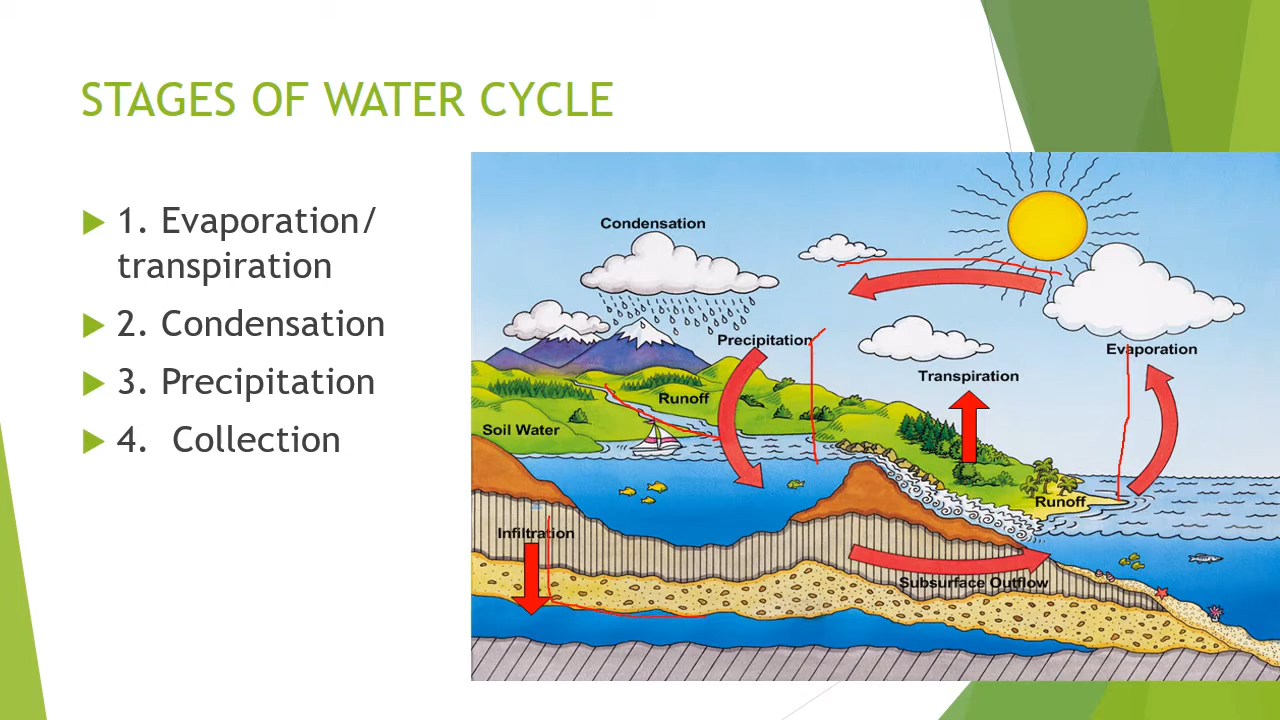 STAGES OF WATER CYCLE
1. Evaporation/
transpiration
2. Condensation
3. Precipitation
4. Collection
Condensation
Precipitation
Evaporation
Transpiration
Runoff
Soil Water
Runoff
Infiltration
Subsurface Outflow